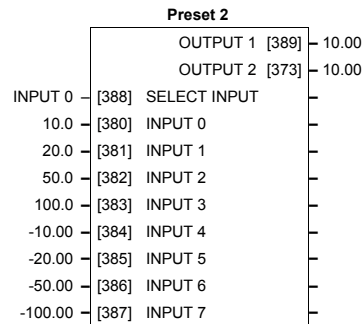 Preset 2
OUTPUT 1 [389] – 10.00
OUTPUT 2 [373] – 10.00
INPUT 0 – [388] SELECT INPUT –
10.0 – [380] INPUT 0 –
20.0 – [381] INPUT 1 –
50.0 – [382] INPUT 2 –
100.0 – [383] INPUT 3 –
-10.00 – [384] INPUT 4 –
-20.00 – [385] INPUT 5 –
-50.00 – [386] INPUT 6 –
-100.00 – [387] INPUT 7 –